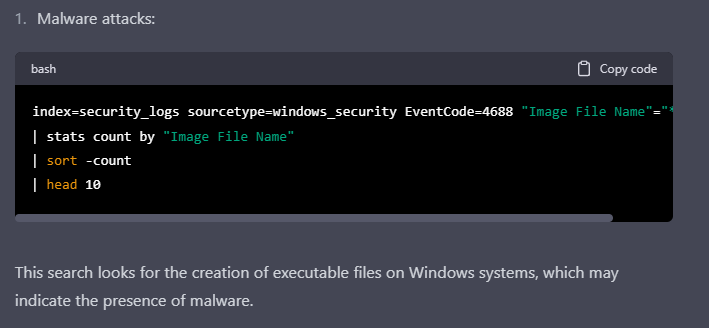 1. Malware attacks:
bash Copy code
index=security_logs sourcetype=windows_security EventCode=4688 "Image File Name"="*
| stats count by "Image File Name"
| sort -count
| head 10
This search looks for the creation of executable files on Windows systems, which may
indicate the presence of malware.